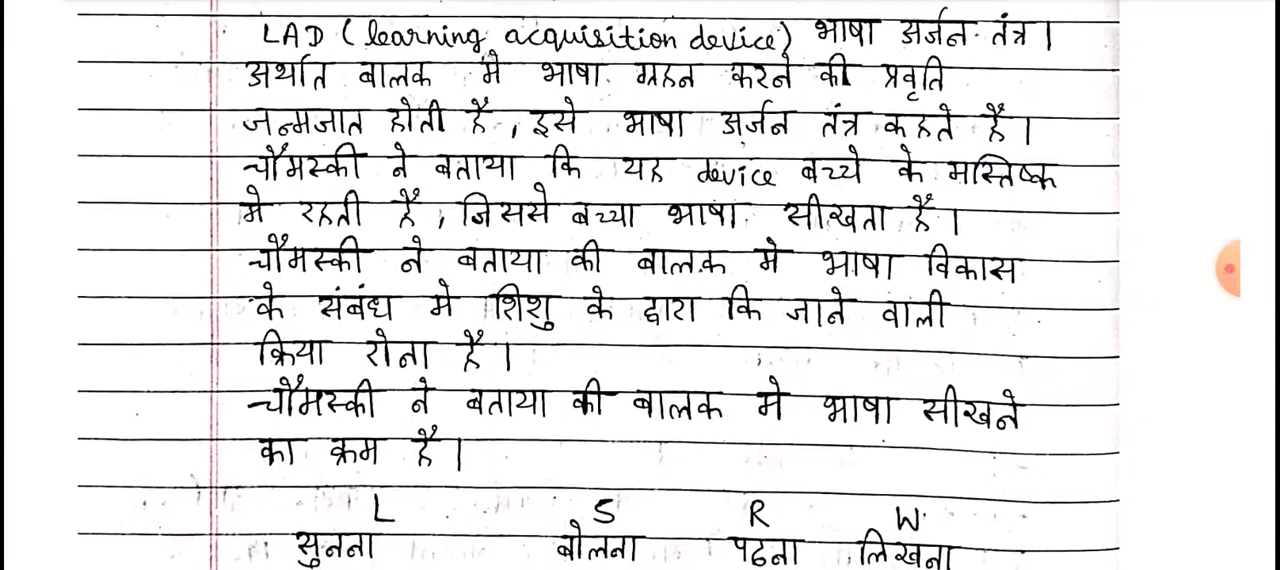 LAD (learning acquisition device) भाषा अर्जन तंत्र।
अर्थात बालक मे भाषा ग्रहन करने की प्रवृति
जन्मजात होती है, इसे भाषा अर्जन तंत्र कहते है।
चौमस्की ने बताया कि यह device बच्चे के मस्तिष्क
मे रहती है, जिससे बच्चा भाषा सीखता है।
चौमस्की ने बताया की बालक मे भाषा विकास
के संबंध मे शिशु के द्वारा कि जाने वाली
क्रिया रोना है।
चौमस्की ने बताया की बालक मे भाषा सीखने
का क्रम है।
L S R W
सुनना बोलना पढना लिखना